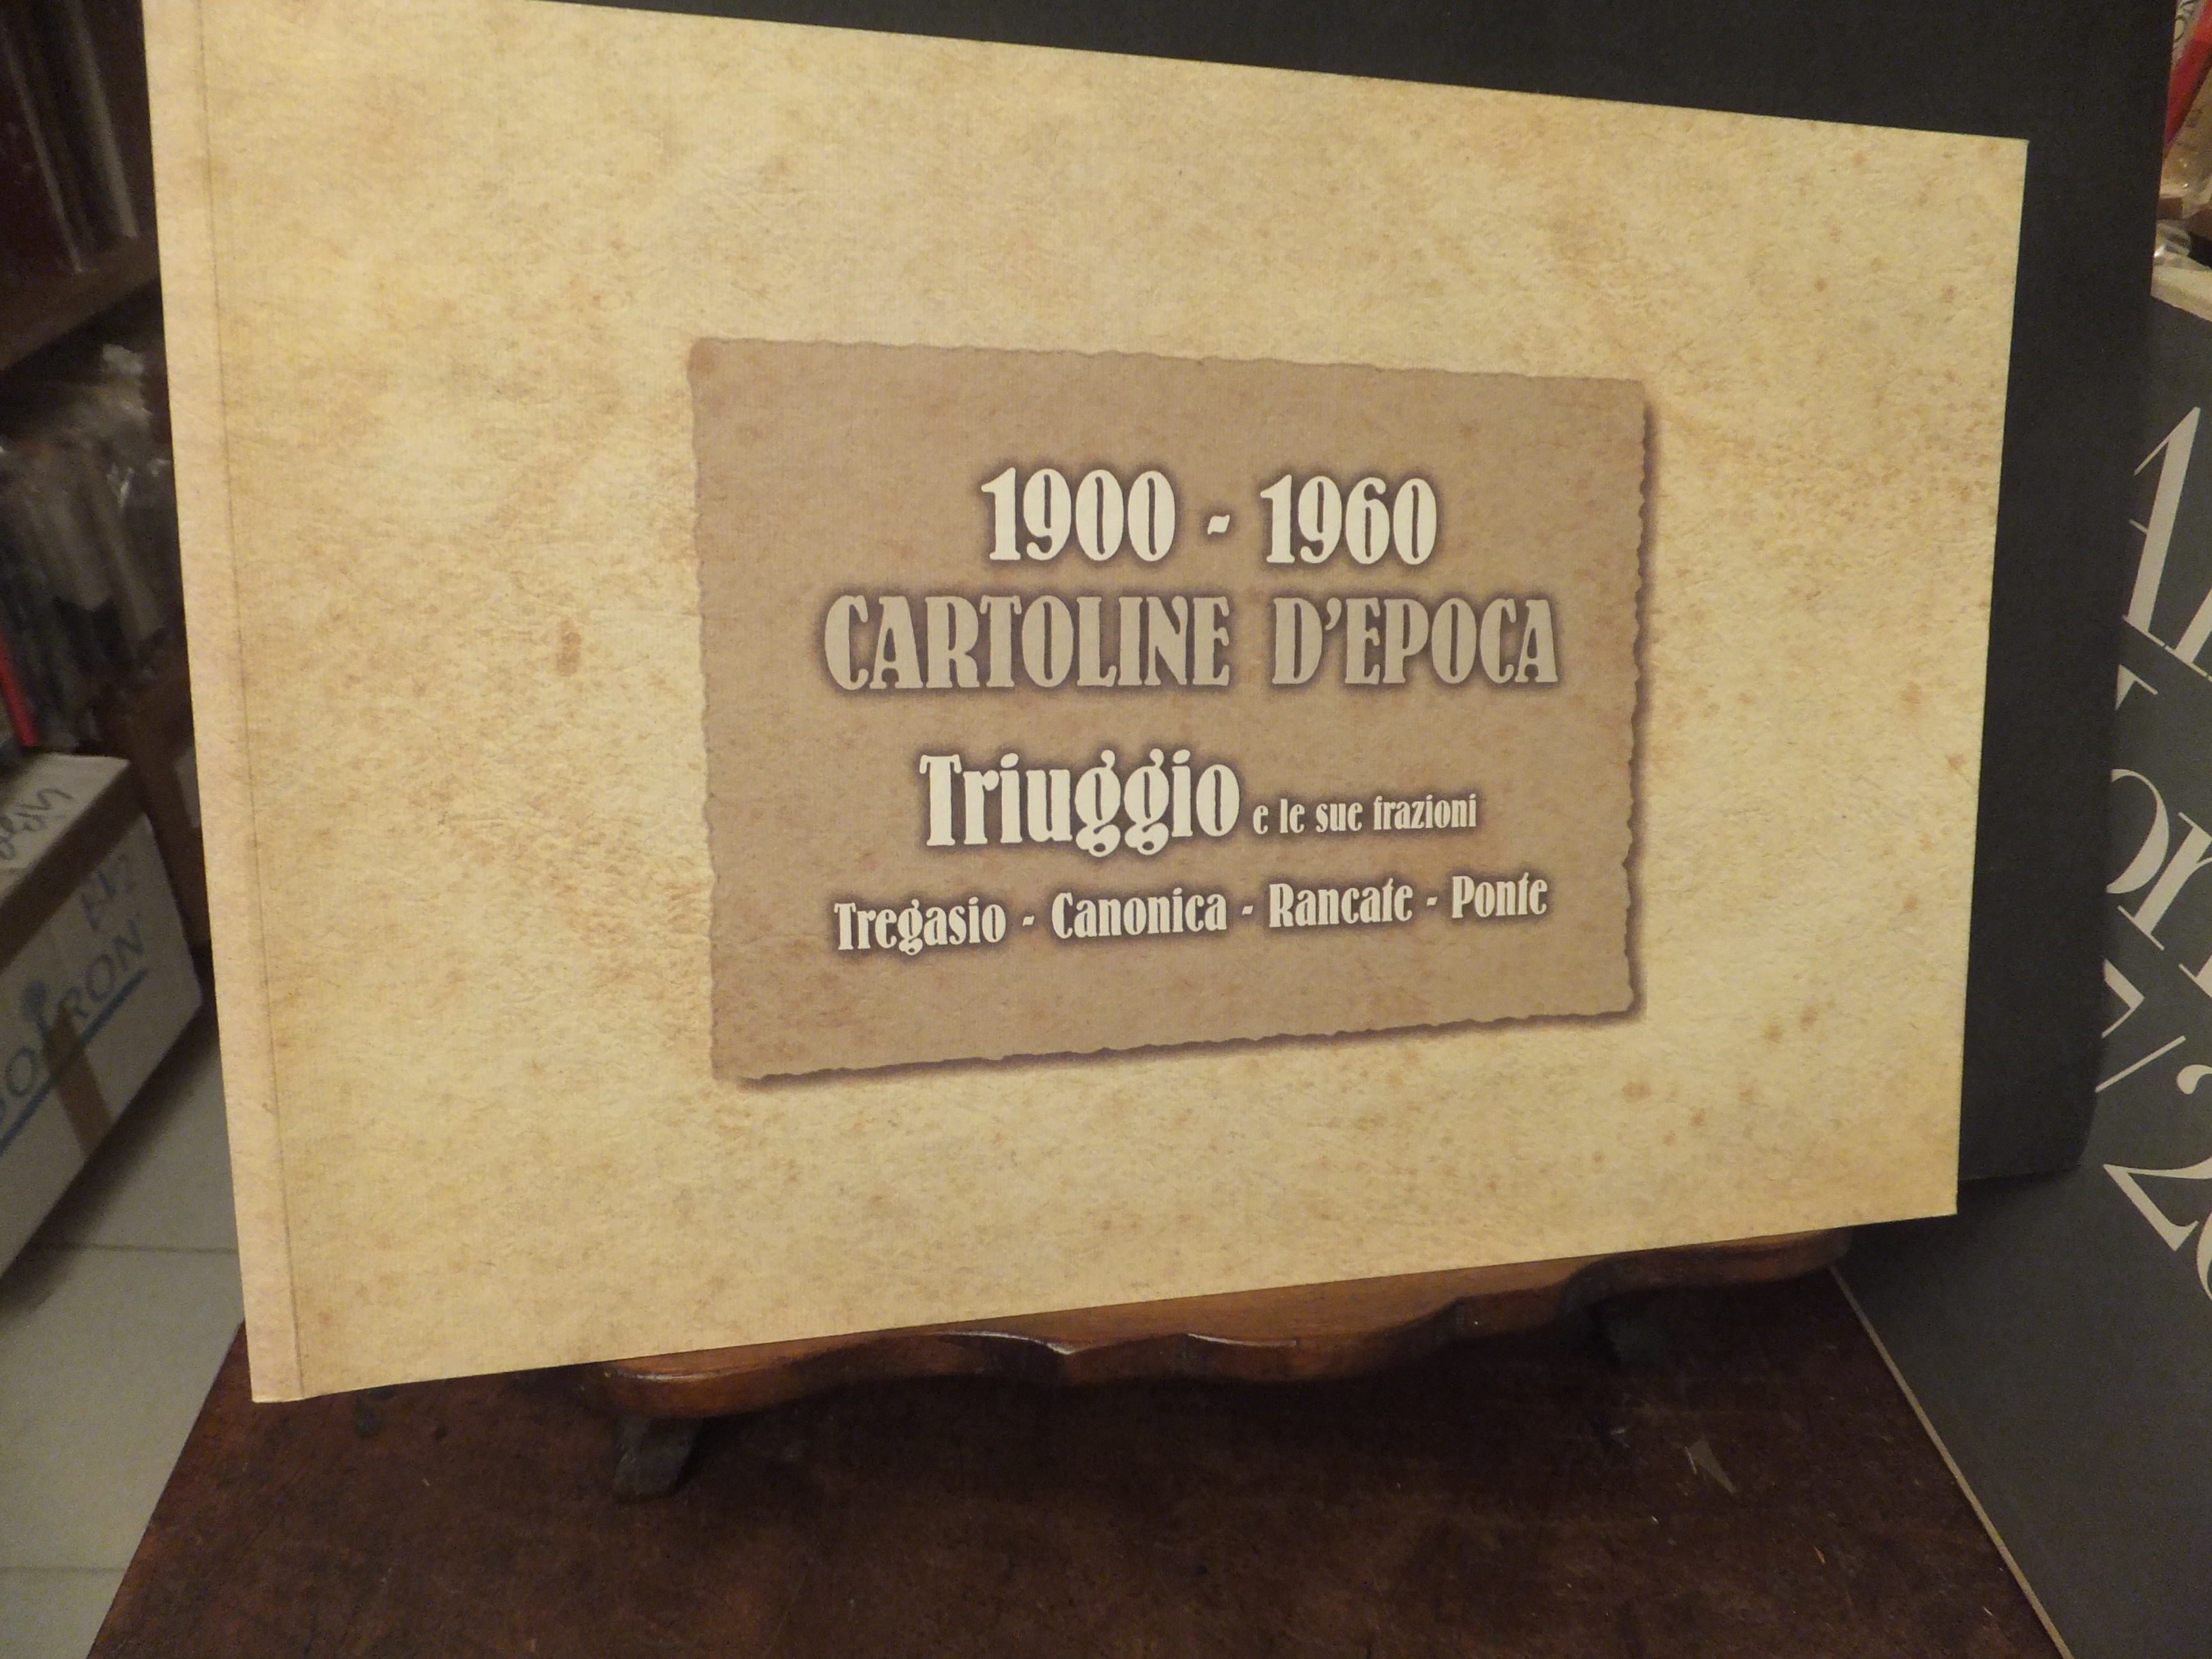 1900 - 1960
CARTOLINE D'EPOCA
Triuggio e le sue frazioni
Tregasio - Canonica - Rancate - Ponte